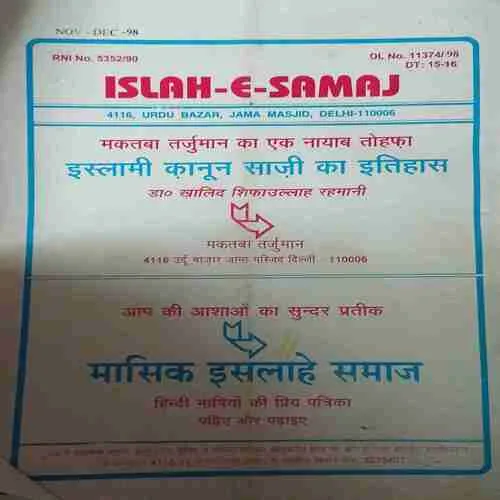 NOV - DEC -98
RNI No. 5352/90
OL No. 11374/98
DT: 15-16
ISLAH-E-SAMAJ
4116, URDU BAZAR, JAMA MASJID, DELHI-110006
मकतबा तर्जुमान का एक नायाब तोहफ़ा
इस्लामी क़ानून साज़ी का इतिहास
डा० ख़ालिद शिफाउल्लाह रहमानी
मकतबा तर्जुमान
4116 उर्दू बाज़ार जामा मस्जिद दिल्ली - 110006
आप की आशाओं का सुन्दर प्रतीक
मासिक इसलाहे समाज
हिन्दी भाषियों की प्रिय पत्रिका
पढ़िए और पढ़ाइए